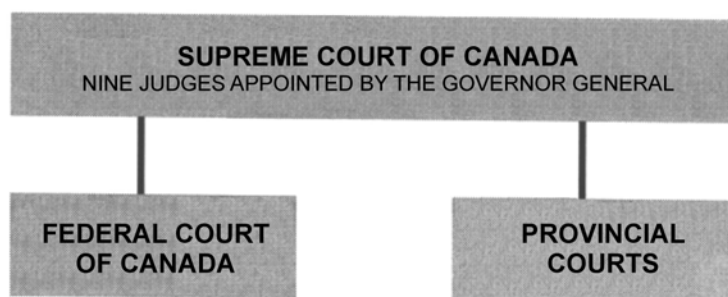 SUPREME COURT OF CANADA
NINE JUDGES APPOINTED BY THE GOVERNOR GENERAL
FEDERAL COURT
OF CANADA
PROVINCIAL
COURTS